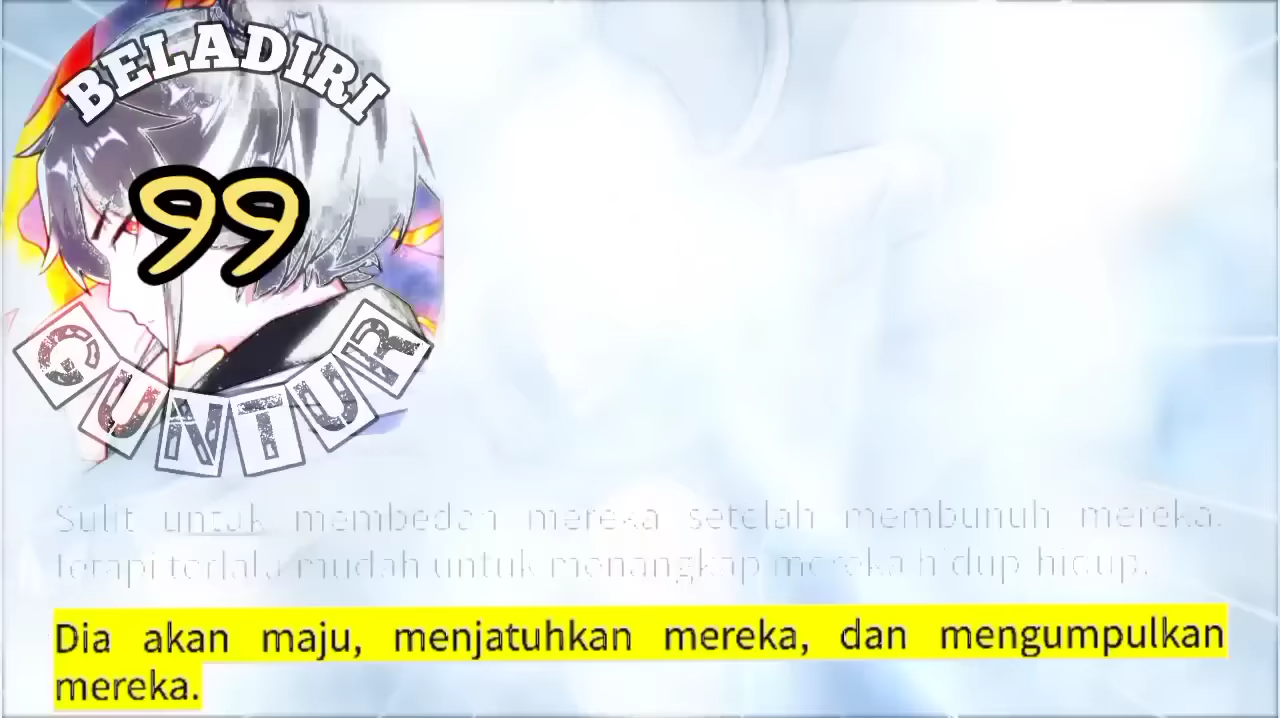 BELADIRI
99
GUNTUR
Sulit untuk membedah mereka setelah membunuh mereka.
Tetapi terlalu mudah untuk menangkap mereka hidup-hidup.
Dia akan maju, menjatuhkan mereka, dan mengumpulkan
mereka.